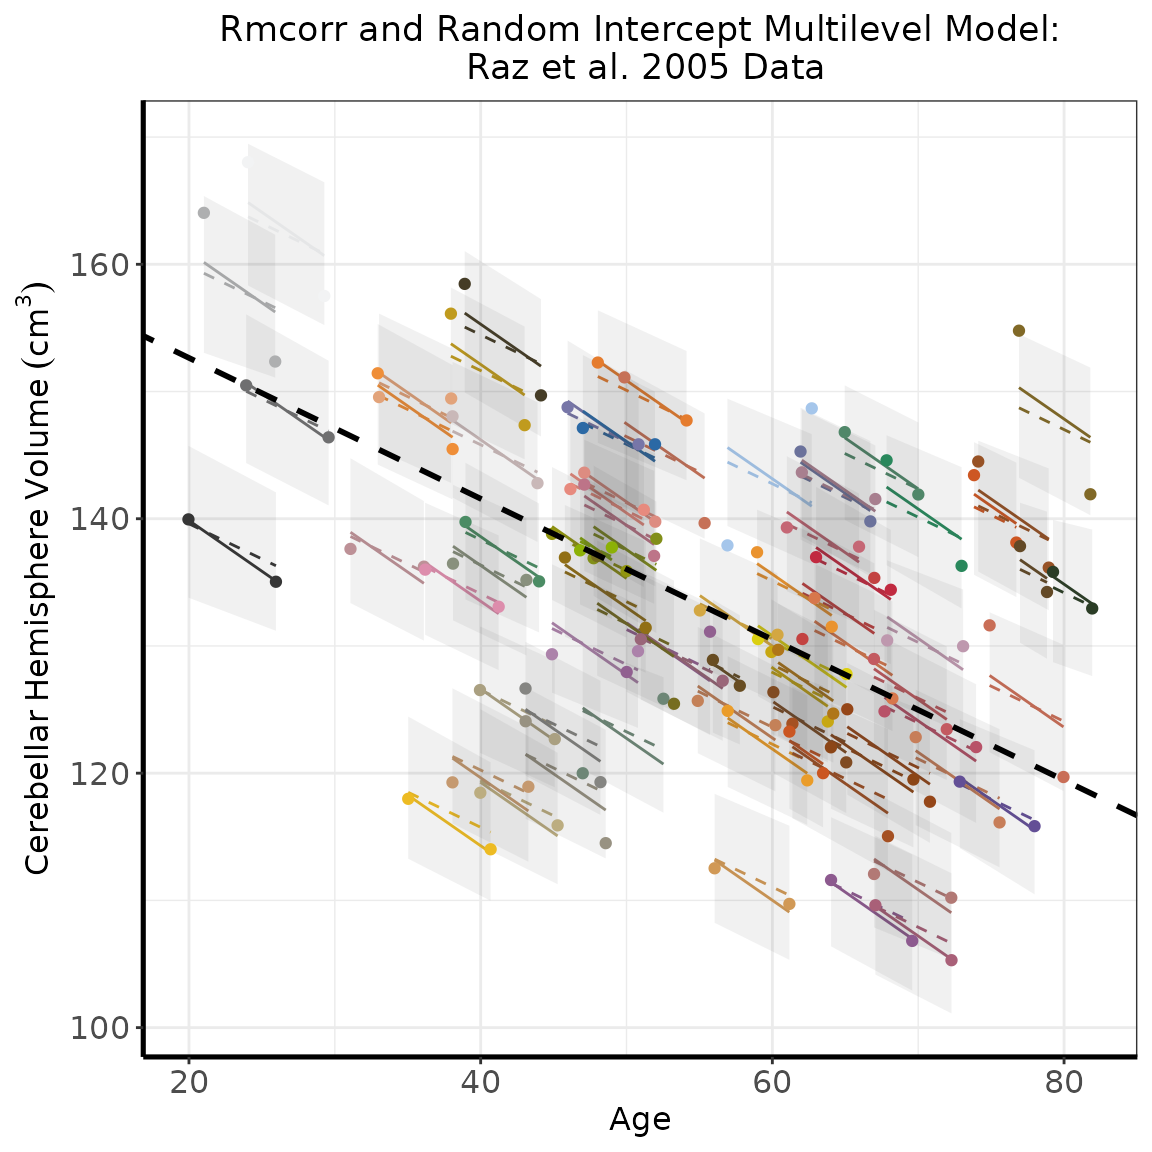 Rmcorr and Random Intercept Multilevel Model:
Raz et al. 2005 Data
Cerebellar Hemisphere Volume (cm³)
160
140
120
100
20 40 60 80
Age